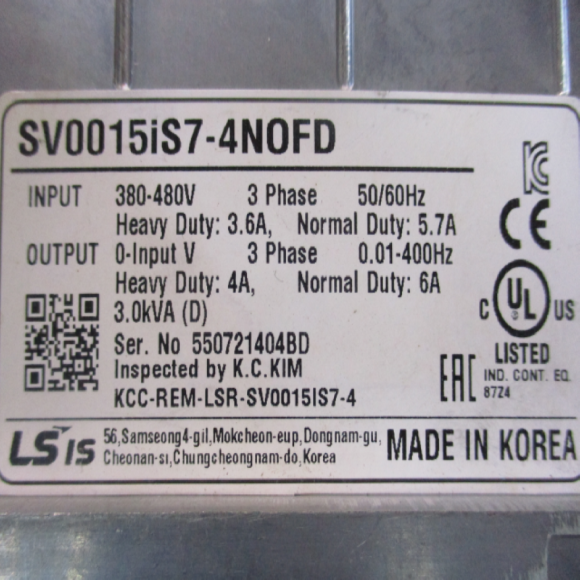 SV0015iS7-4NOFD
INPUT 380-480V 3 Phase 50/60Hz
Heavy Duty: 3.6A, Normal Duty: 5.7A
OUTPUT 0-Input V 3 Phase 0.01-400Hz
Heavy Duty: 4A, Normal Duty: 6A
3.0kVA (D)
Ser. No 550721404BD
Inspected by K.C.KIM
KCC-REM-LSR-SV0015IS7-4
KC
CE
C UL US
LISTED
IND. CONT. EQ.
87Z4
EAC
LSis 56,Samseong4-gil,Mokcheon-eup,Dongnam-gu,
Cheonan-si,Chungcheongnam-do,Korea
MADE IN KOREA